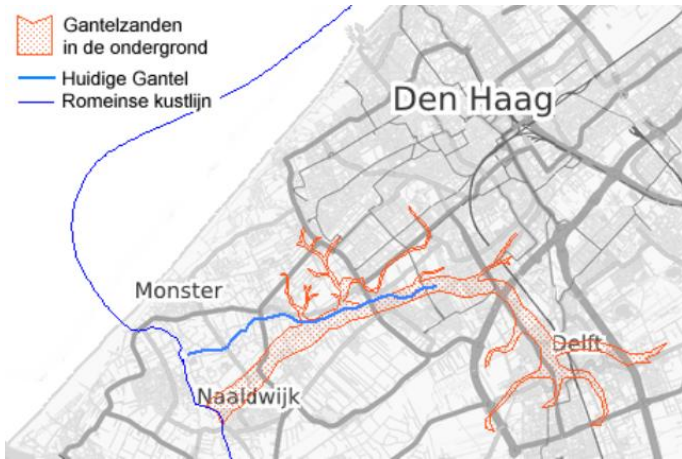 Gantelzanden
in de ondergrond
Huidige Gantel
Romeinse kustlijn
Den Haag
Monster
Delft
Naaldwijk